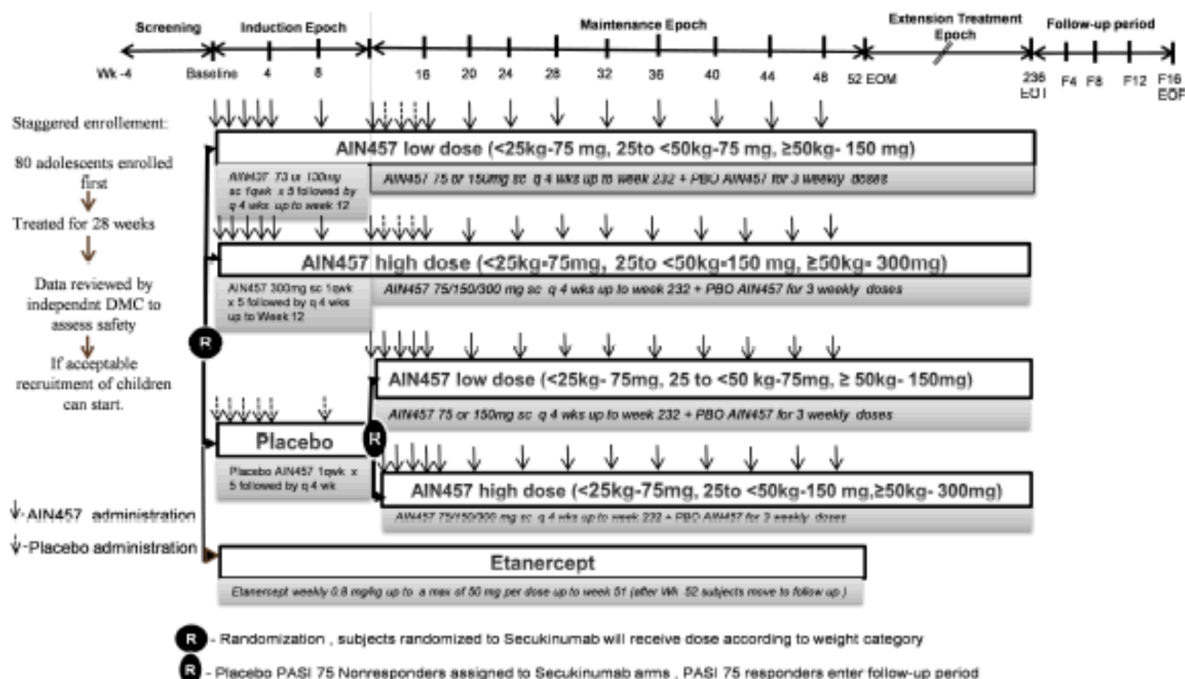 Screening
Induction Epoch
Maintenance Epoch
Extension Treatment
Epoch
Follow-up period
Wk -4 Baseline 4 8 16 20 24 28 32 36 40 44 48 52 EOM 236 F4 F8 F12 F16
EOF
Staggered enrollement:
80 adolescents enrolled
first
Treated for 28 weeks
Data reviewed by
independnt DMC to
assess safety
If acceptable
recruitment of children
can start.
AIN457 low dose (<25kg-75 mg, 25to <50kg-75 mg, ≥50kg- 150 mg)
sc 1qwk x 5 followed by
q 4 wks up to week 12
AIN457 75 or 150mg sc q 4 wks up to week 232 + PBO AIN457 for 3 weekly doses
AIN457 high dose (<25kg-75mg, 25to <50kg-150 mg, ≥50kg- 300mg)
AIN457 300mg sc 1qwk
x 5 followed by q 4 wks
up to Week 12
AIN457 75/150/300 mg sc q 4 wks up to week 232 + PBO AIN457 for 3 weekly doses
R
AIN457 low dose (<25kg- 75mg, 25 to <50 kg-75mg, ≥ 50kg- 150mg)
AIN457 75 or 150mg sc q 4 wks up to week 232 + PBO AIN457 for 3 weekly doses
R
Placebo
Placebo AIN457 1qwk x
5 followed by q 4 wk
AIN457 high dose (<25kg-75mg, 25to <50kg-150 mg,≥50kg- 300mg)
AIN457 75/150/300 mg sc q 4 wks up to week 232 + PBO AIN457 for 3 weekly doses
-AIN457 administration
-Placebo administration
Etanercept
Etanercept weekly 0.8 mg/kg up to a max of 50 mg per dose up to week 51 (after Wk 52 subjects move to follow up )
R - Randomization , subjects randomized to Secukinumab will receive dose according to weight category
R - Placebo PASI 75 Nonresponders assigned to Secukinumab arms , PASI 75 responders enter follow-up period